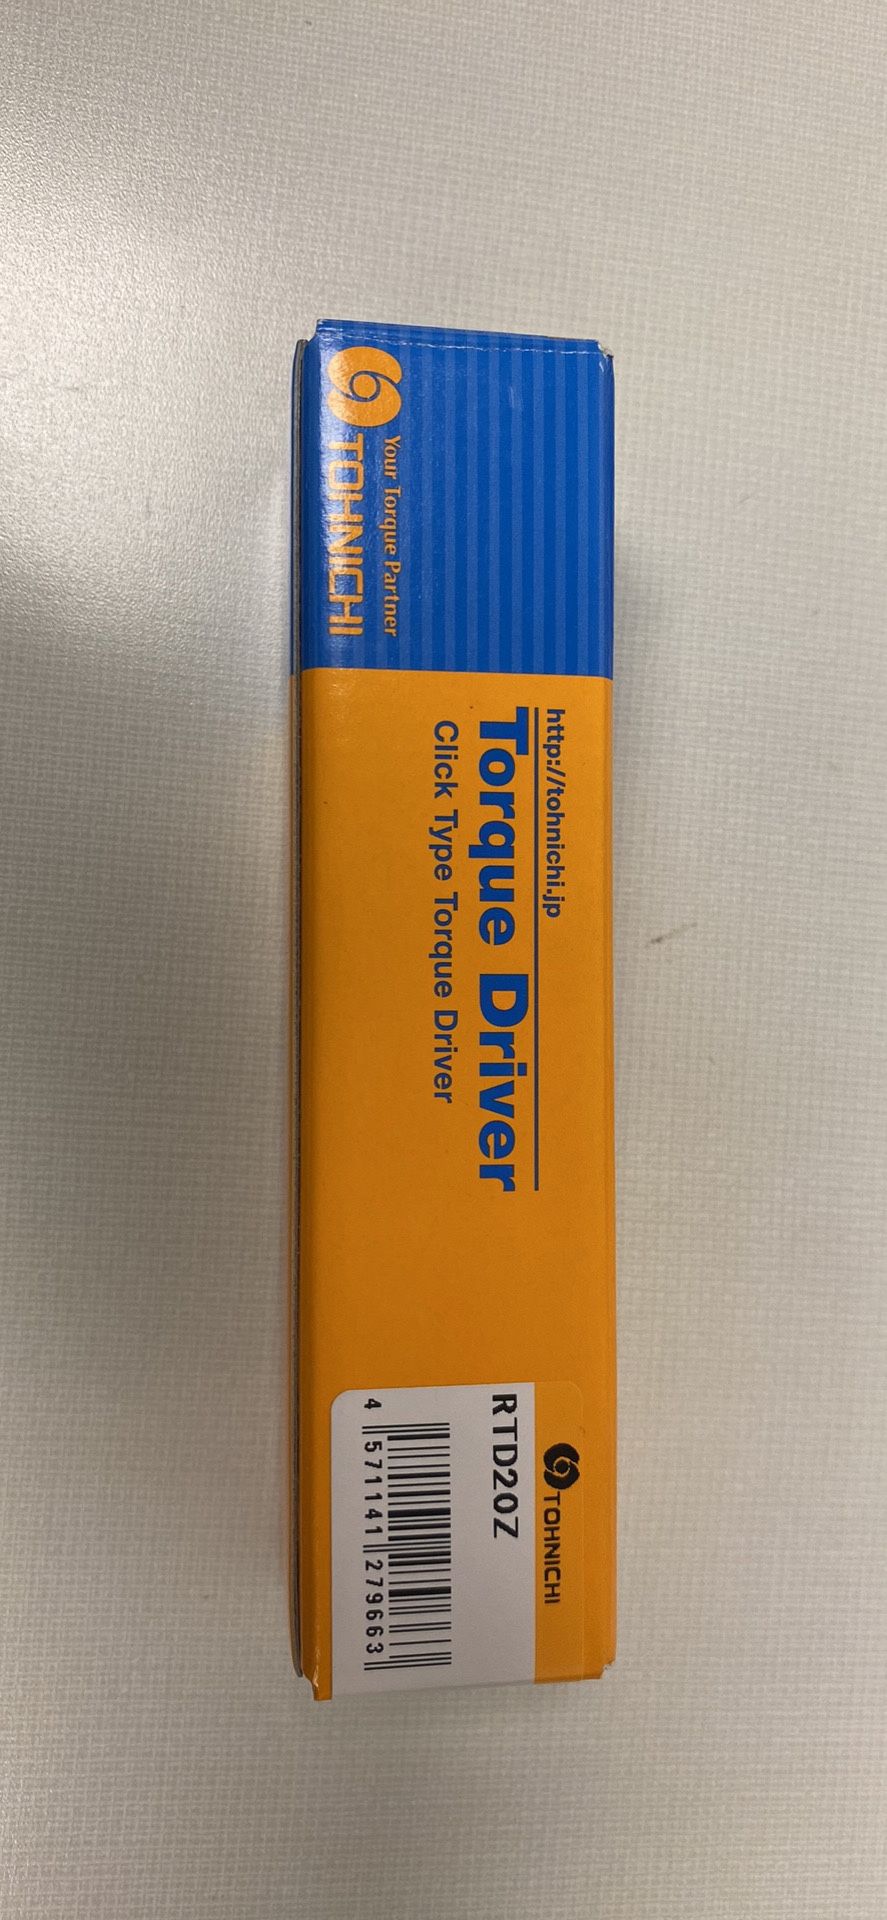 Your Torque Partner
TOHNICHI
http://tohnichi.jp
Torque Driver
Click Type Torque Driver
TOHNICHI
RTD20Z
4 571141 279663